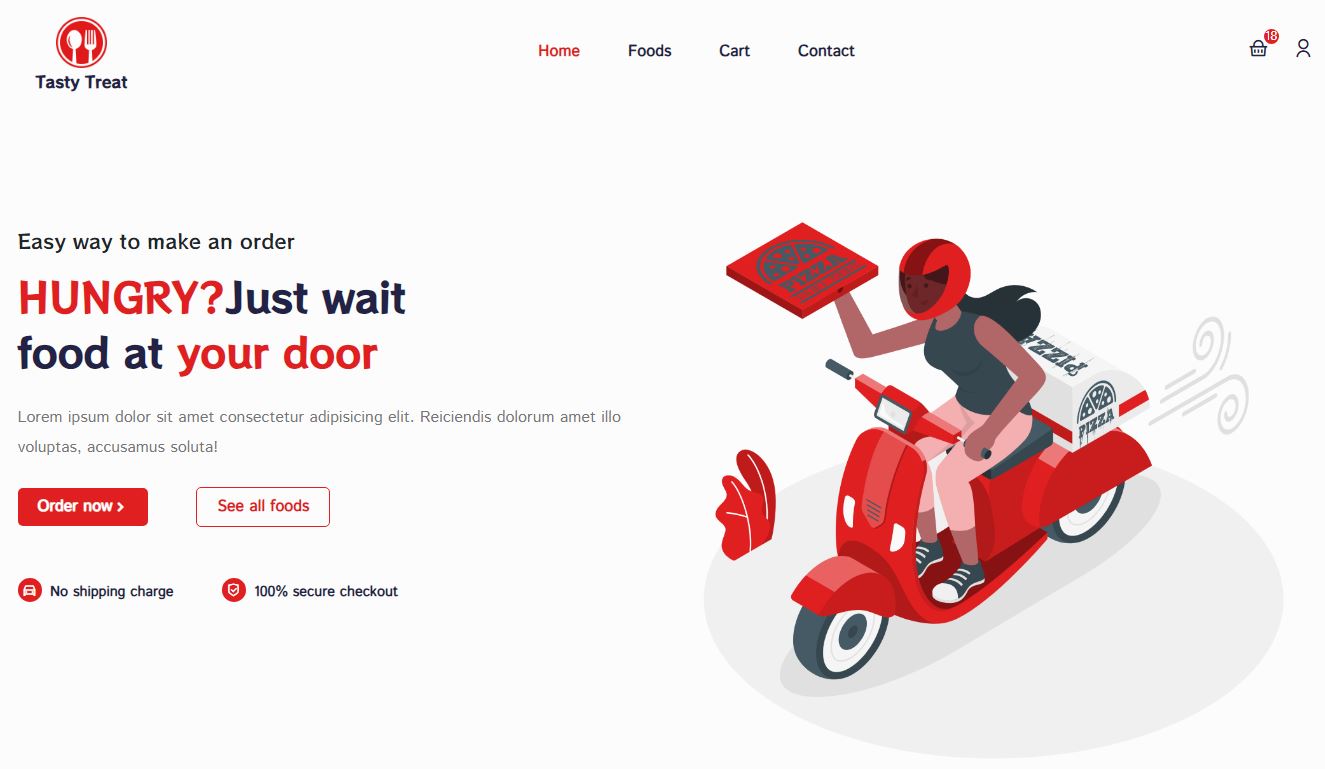 Tasty Treat
Home
Foods
Cart
Contact
18
Easy way to make an order
HUNGRY?Just wait
food at your door
Lorem ipsum dolor sit amet consectetur adipisicing elit. Reiciendis dolorum amet illo
voluptas, accusamus soluta!
Order now
See all foods
No shipping charge
100% secure checkout
PIZZA
PIZZA
PIZZA